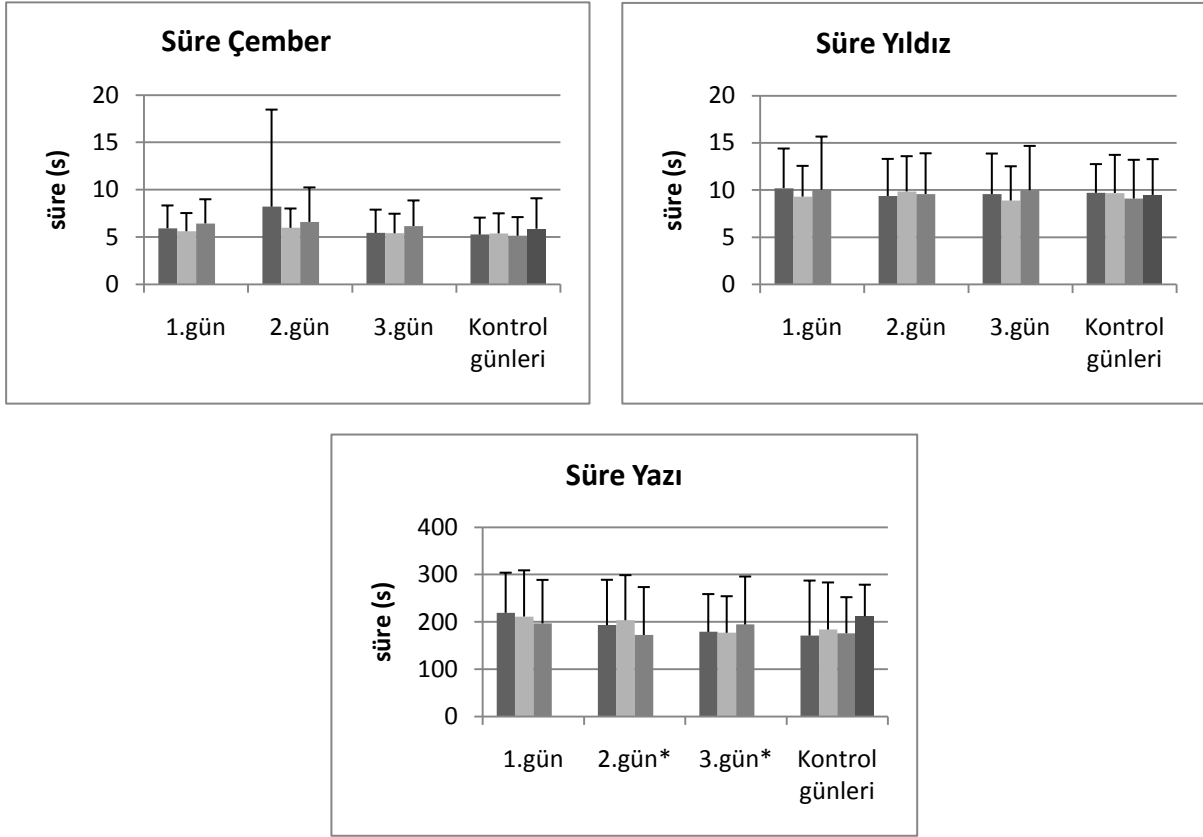 Süre Çember
süre (s)
20
15
10
5
0
1.gün 2.gün 3.gün Kontrol
günleri
Süre Yıldız
süre (s)
20
15
10
5
0
1.gün 2.gün 3.gün Kontrol
günleri
Süre Yazı
süre (s)
400
300
200
100
0
1.gün 2.gün* 3.gün* Kontrol
günleri